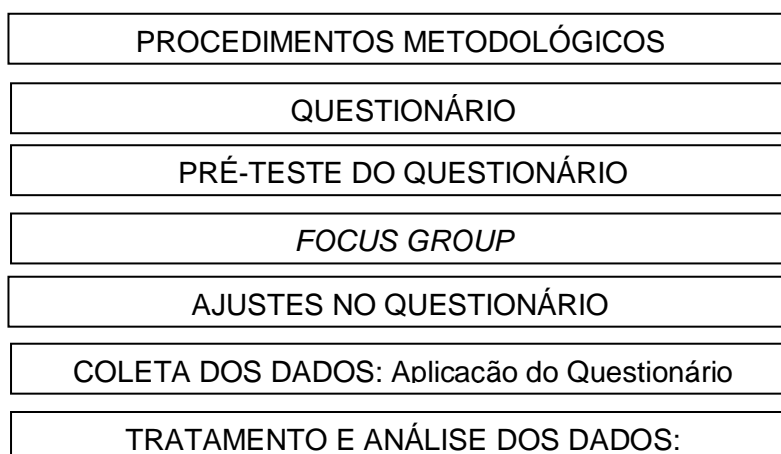 PROCEDIMENTOS METODOLÓGICOS
QUESTIONÁRIO
PRÉ-TESTE DO QUESTIONÁRIO
FOCUS GROUP
AJUSTES NO QUESTIONÁRIO
COLETA DOS DADOS: Aplicação do Questionário
TRATAMENTO E ANÁLISE DOS DADOS: